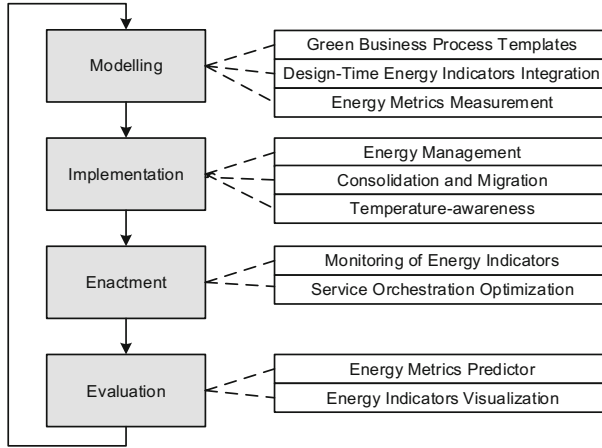 Modelling
Green Business Process Templates
Design-Time Energy Indicators Integration
Energy Metrics Measurement
Implementation
Energy Management
Consolidation and Migration
Temperature-awareness
Enactment
Monitoring of Energy Indicators
Service Orchestration Optimization
Evaluation
Energy Metrics Predictor
Energy Indicators Visualization